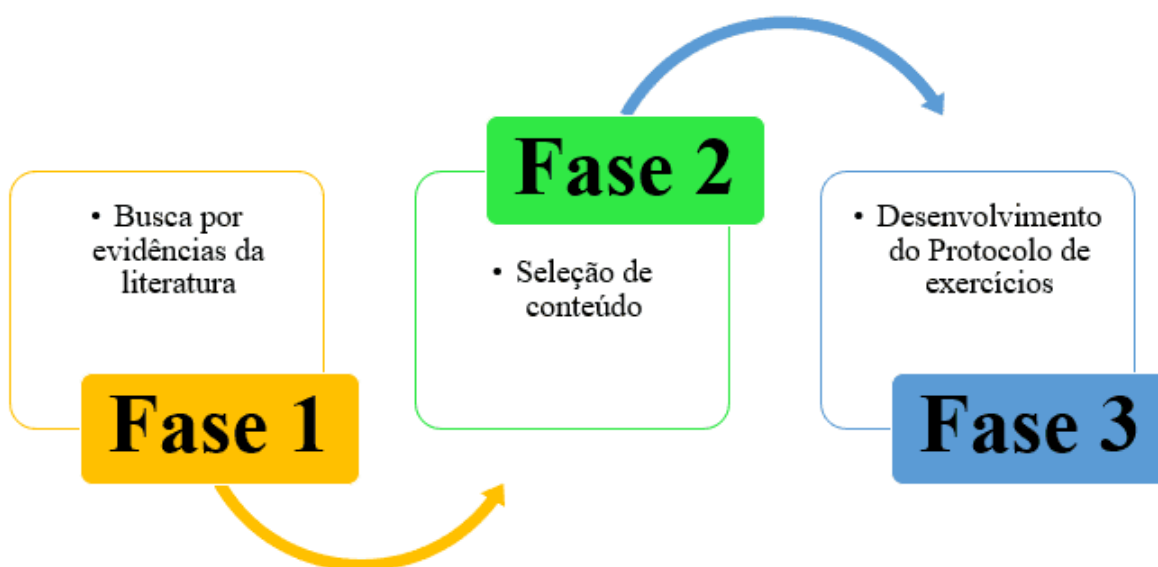 • Busca por
evidências da
literatura
Fase 1
Fase 2
• Seleção de
conteúdo
• Desenvolvimento
do Protocolo de
exercícios
Fase 3